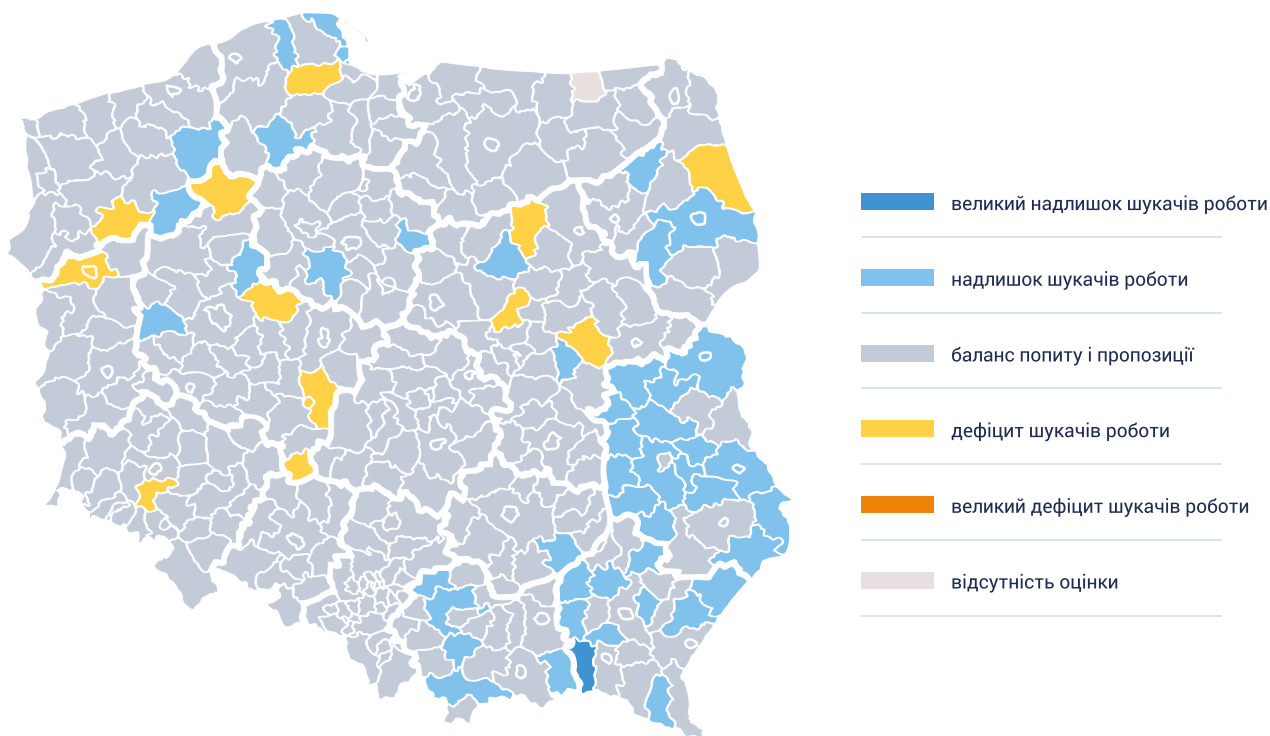 великий надлишок шукачів роботи
надлишок шукачів роботи
баланс попиту і пропозиції
дефіцит шукачів роботи
великий дефіцит шукачів роботи
відсутність оцінки